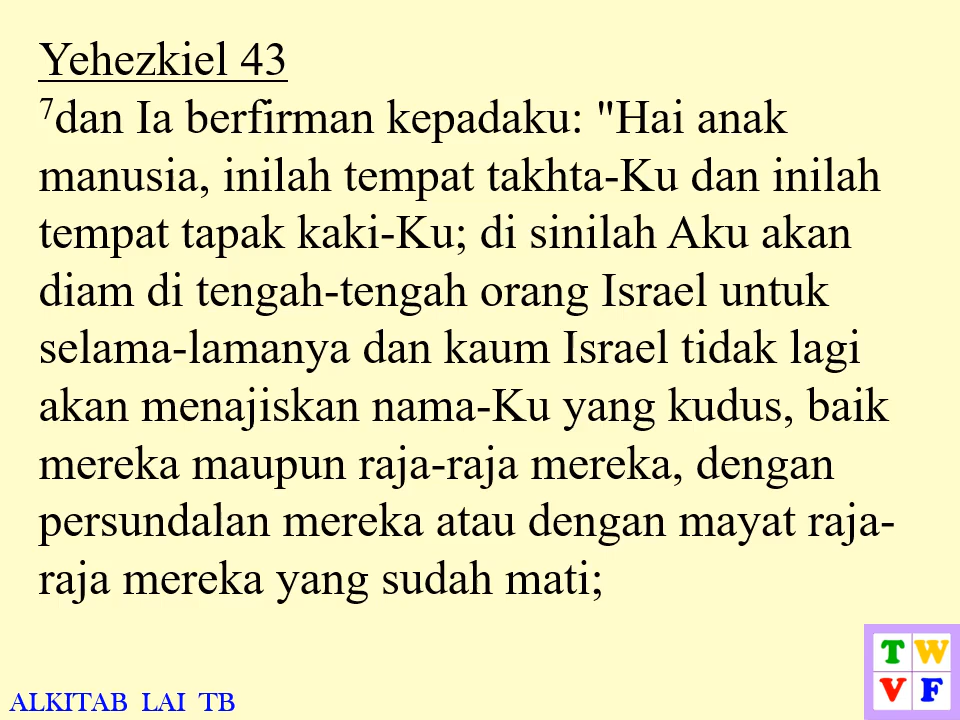 Yehezkiel 43
⁷dan Ia berfirman kepadaku: "Hai anak
manusia, inilah tempat takhta-Ku dan inilah
tempat tapak kaki-Ku; di sinilah Aku akan
diam di tengah-tengah orang Israel untuk
selama-lamanya dan kaum Israel tidak lagi
akan menajiskan nama-Ku yang kudus, baik
mereka maupun raja-raja mereka, dengan
persundalan mereka atau dengan mayat raja-
raja mereka yang sudah mati;
T W
V F
ALKITAB LAI TB